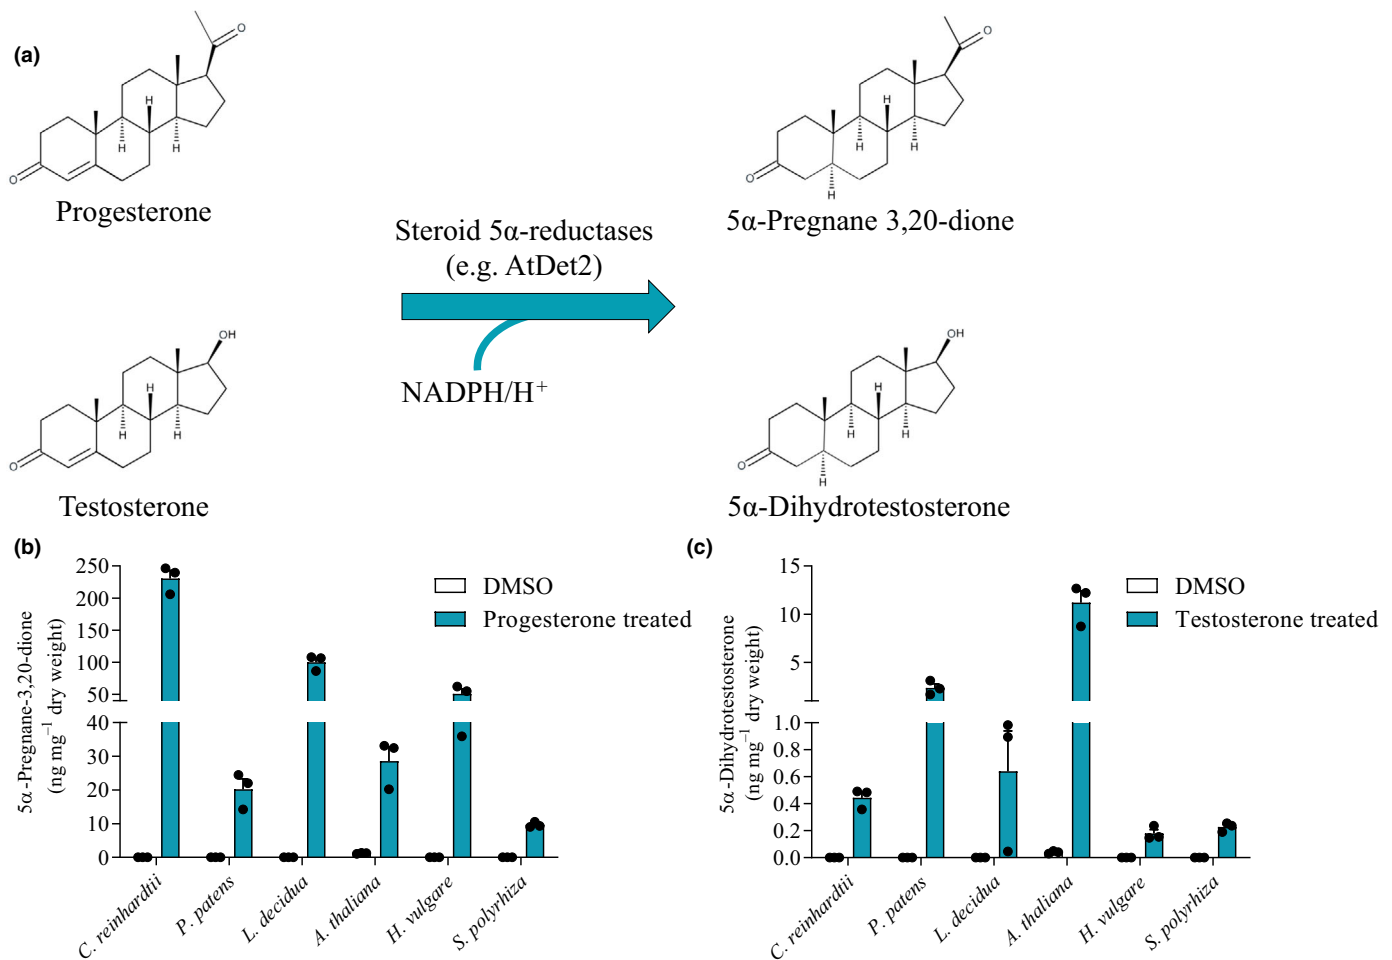 (a)
O
H
H
H
O
Progesterone
O
H
H
H
O
H
5α-Pregnane 3,20-dione
Steroid 5α-reductases
(e.g. AtDet2)
NADPH/H⁺
OH
H
H
H
O
Testosterone
OH
H
H
H
O
H
5α-Dihydrotestosterone
(b)
5α-Pregnane-3,20-dione
(ng mg⁻¹ dry weight)
250
200
150
100
50
40
30
20
10
0
DMSO
Progesterone treated
C. reinhardtii
P. patens
L. decidua
A. thaliana
H. vulgare
S. polyrhiza
(c)
5α-Dihydrotestosterone
(ng mg⁻¹ dry weight)
15
10
5
1.0
0.8
0.6
0.4
0.2
0.0
DMSO
Testosterone treated
C. reinhardtii
P. patens
L. decidua
A. thaliana
H. vulgare
S. polyrhiza